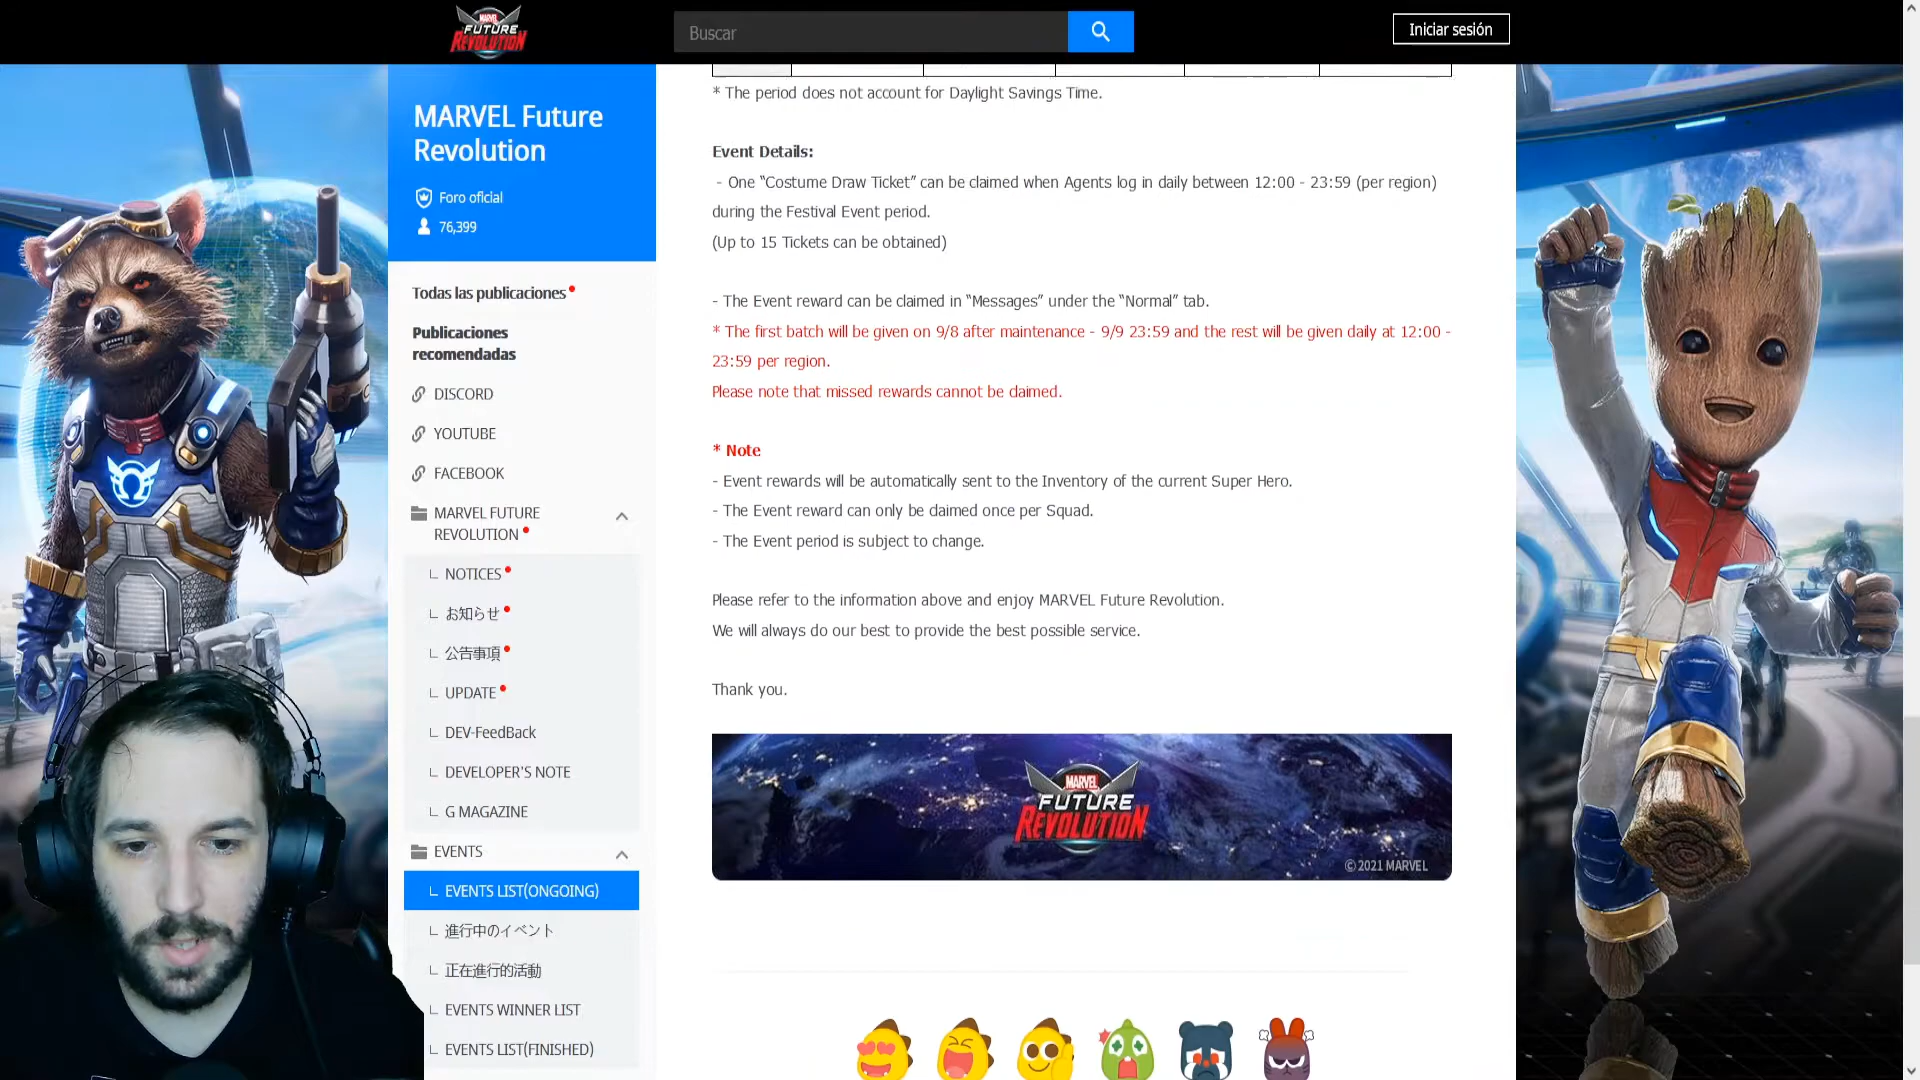 MARVEL
FUTURE
REVOLUTION
Buscar
Iniciar sesión
MARVEL Future
Revolution
Foro oficial
76,399
Todas las publicaciones
Publicaciones
recomendadas
DISCORD
YOUTUBE
FACEBOOK
MARVEL FUTURE
REVOLUTION
NOTICES
お知らせ
公告事項
UPDATE
DEV-FeedBack
DEVELOPER'S NOTE
G MAGAZINE
EVENTS
EVENTS LIST(ONGOING)
進行中のイベント
正在進行的活動
EVENTS WINNER LIST
EVENTS LIST(FINISHED)
* The period does not account for Daylight Savings Time.
Event Details:
- One “Costume Draw Ticket” can be claimed when Agents log in daily between 12:00 - 23:59 (per region)
during the Festival Event period.
(Up to 15 Tickets can be obtained)
- The Event reward can be claimed in “Messages” under the “Normal” tab.
* The first batch will be given on 9/8 after maintenance - 9/9 23:59 and the rest will be given daily at 12:00 -
23:59 per region.
Please note that missed rewards cannot be claimed.
* Note
- Event rewards will be automatically sent to the Inventory of the current Super Hero.
- The Event reward can only be claimed once per Squad.
- The Event period is subject to change.
Please refer to the information above and enjoy MARVEL Future Revolution.
We will always do our best to provide the best possible service.
Thank you.
MARVEL
FUTURE
REVOLUTION
© 2021 MARVEL